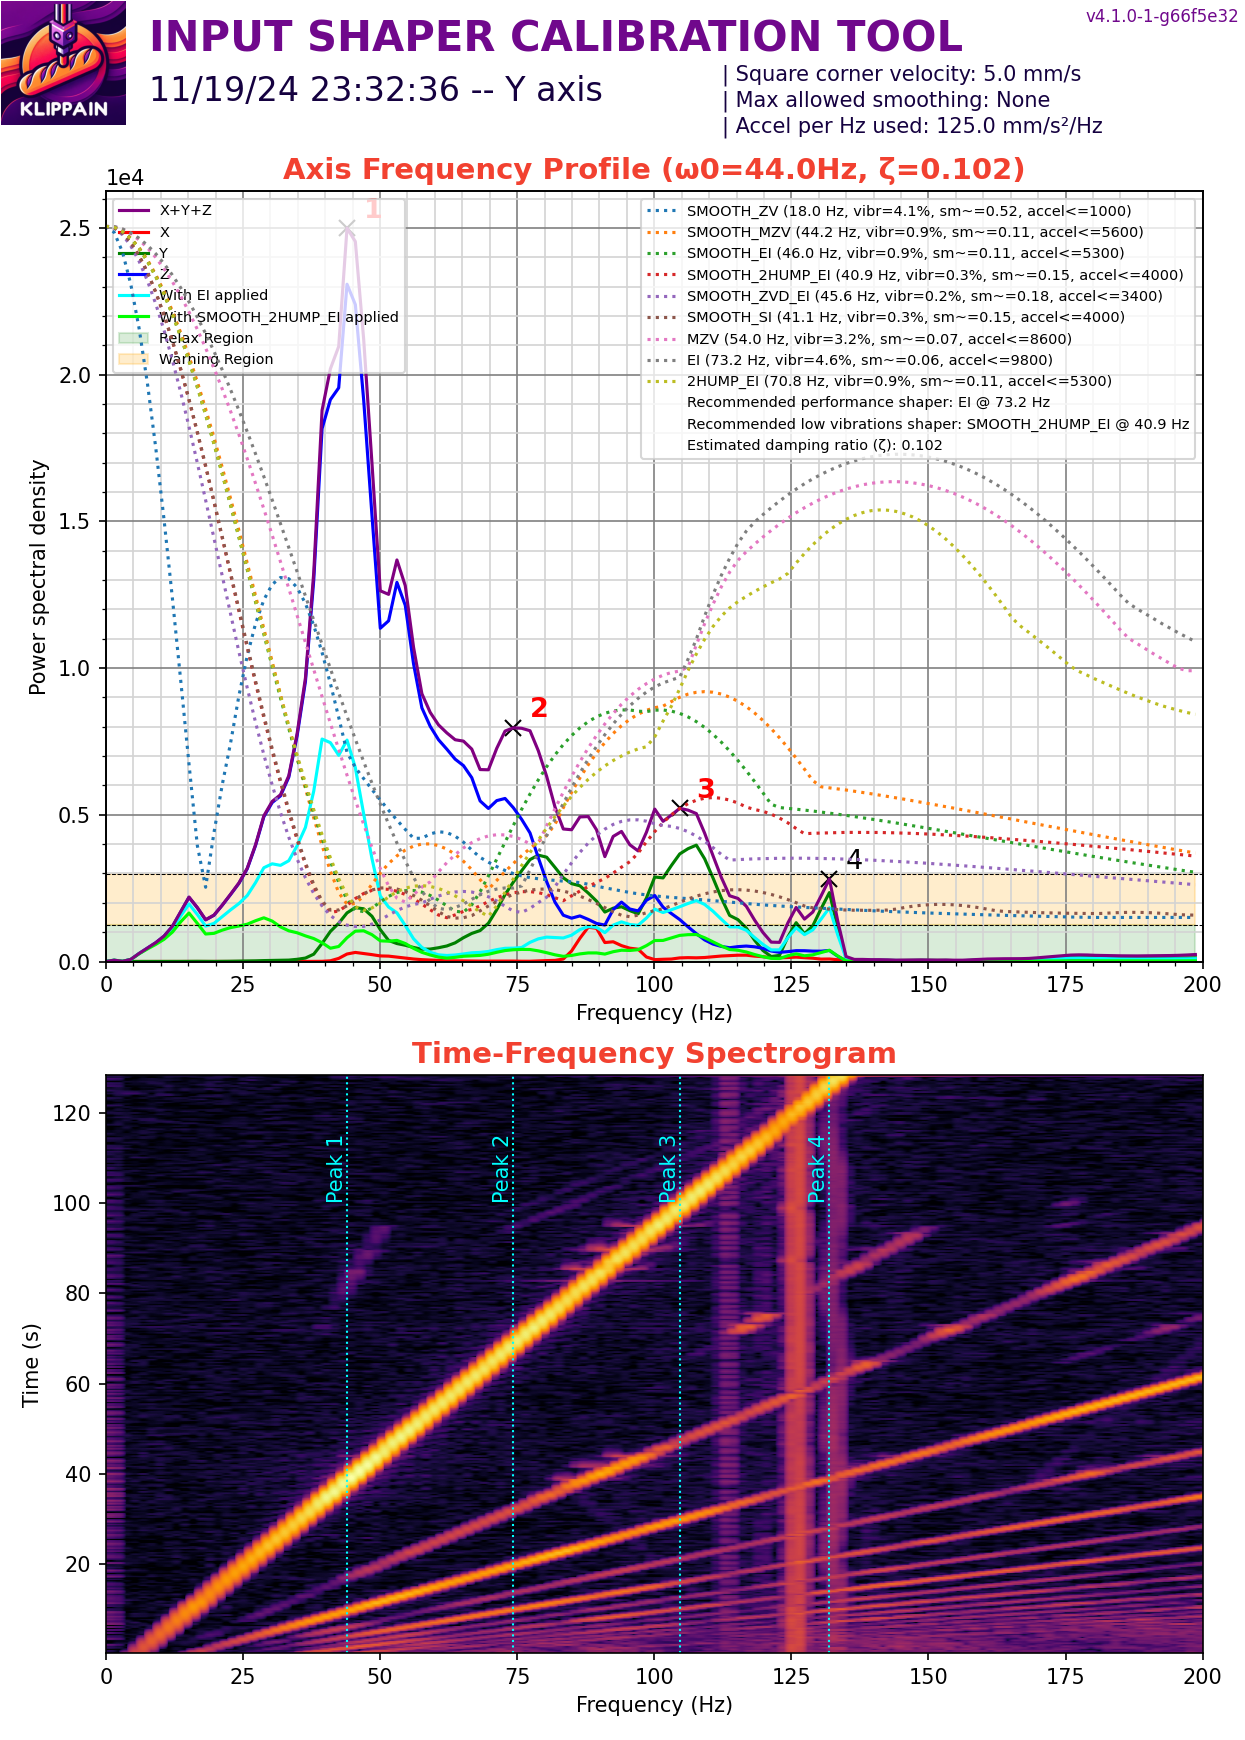 v4.1.0-1-g66f5e32
INPUT SHAPER CALIBRATION TOOL
11/19/24 23:32:36 -- Y axis
| Square corner velocity: 5.0 mm/s
| Max allowed smoothing: None
| Accel per Hz used: 125.0 mm/s²/Hz
KLIPPAIN
Axis Frequency Profile (ω0=44.0Hz, ζ=0.102)
1e4
X+Y+Z
X
Y
Z
With EI applied
With SMOOTH_2HUMP_EI applied
Relax Region
Warning Region
SMOOTH_ZV (18.0 Hz, vibr=4.1%, sm~=0.52, accel<=1000)
SMOOTH_MZV (44.2 Hz, vibr=0.9%, sm~=0.11, accel<=5600)
SMOOTH_EI (46.0 Hz, vibr=0.9%, sm~=0.11, accel<=5300)
SMOOTH_2HUMP_EI (40.9 Hz, vibr=0.3%, sm~=0.15, accel<=4000)
SMOOTH_ZVD_EI (45.6 Hz, vibr=0.2%, sm~=0.18, accel<=3400)
SMOOTH_SI (41.1 Hz, vibr=0.3%, sm~=0.15, accel<=4000)
MZV (54.0 Hz, vibr=3.2%, sm~=0.07, accel<=8600)
EI (73.2 Hz, vibr=4.6%, sm~=0.06, accel<=9800)
2HUMP_EI (70.8 Hz, vibr=0.9%, sm~=0.11, accel<=5300)
Recommended performance shaper: EI @ 73.2 Hz
Recommended low vibrations shaper: SMOOTH_2HUMP_EI @ 40.9 Hz
Estimated damping ratio (ζ): 0.102
1
2
3
4
2.5
2.0
1.5
1.0
0.5
0.0
Power spectral density
0 25 50 75 100 125 150 175 200
Frequency (Hz)
Time-Frequency Spectrogram
Peak 1
Peak 2
Peak 3
Peak 4
120
100
80
60
40
20
Time (s)
0 25 50 75 100 125 150 175 200
Frequency (Hz)